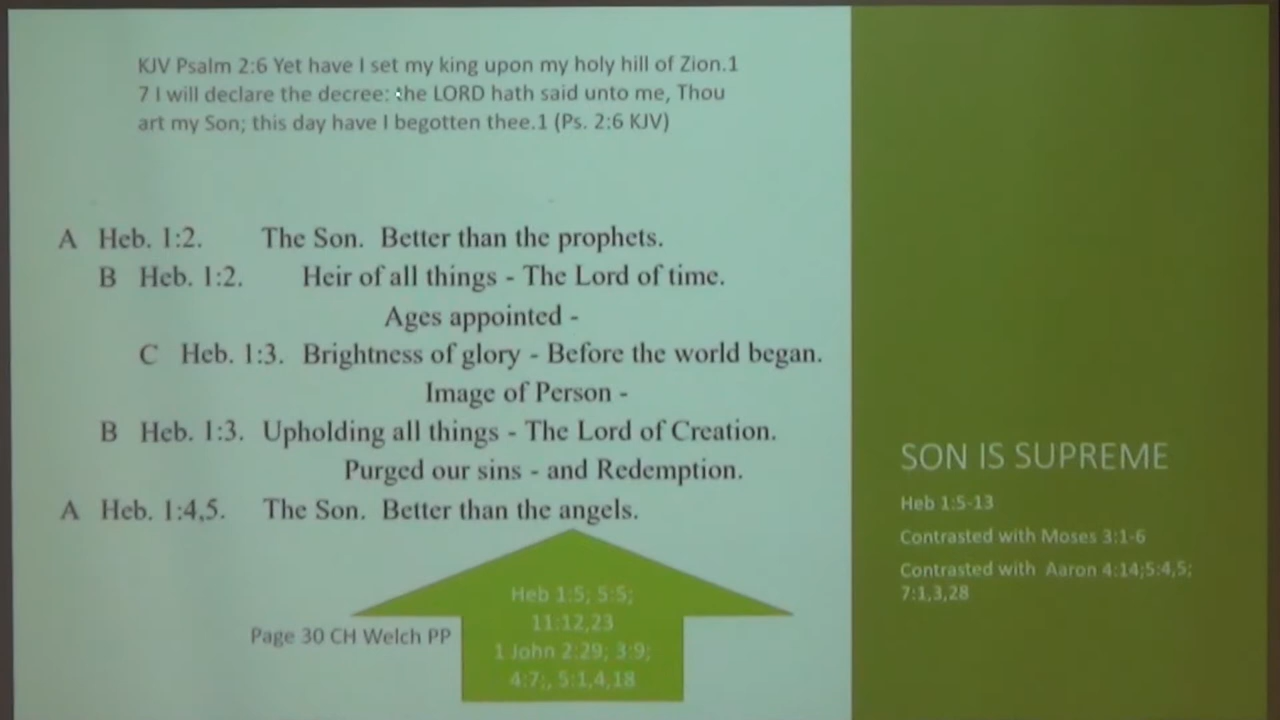 KJV Psalm 2:6 Yet have I set my king upon my holy hill of Zion.1
7 I will declare the decree: the LORD hath said unto me, Thou
art my Son; this day have I begotten thee.1 (Ps. 2:6 KJV)
A Heb. 1:2. The Son. Better than the prophets.
B Heb. 1:2. Heir of all things - The Lord of time.
Ages appointed -
C Heb. 1:3. Brightness of glory - Before the world began.
Image of Person -
B Heb. 1:3. Upholding all things - The Lord of Creation.
Purged our sins - and Redemption.
A Heb. 1:4,5. The Son. Better than the angels.
Heb 1:5; 5:5;
11:12,23
1 John 2:29; 3:9;
4:7;, 5:1,4,18
Page 30 CH Welch PP
SON IS SUPREME
Heb 1:5-13
Contrasted with Moses 3:1-6
Contrasted with Aaron 4:14;5:4,5;
7:1,3,28